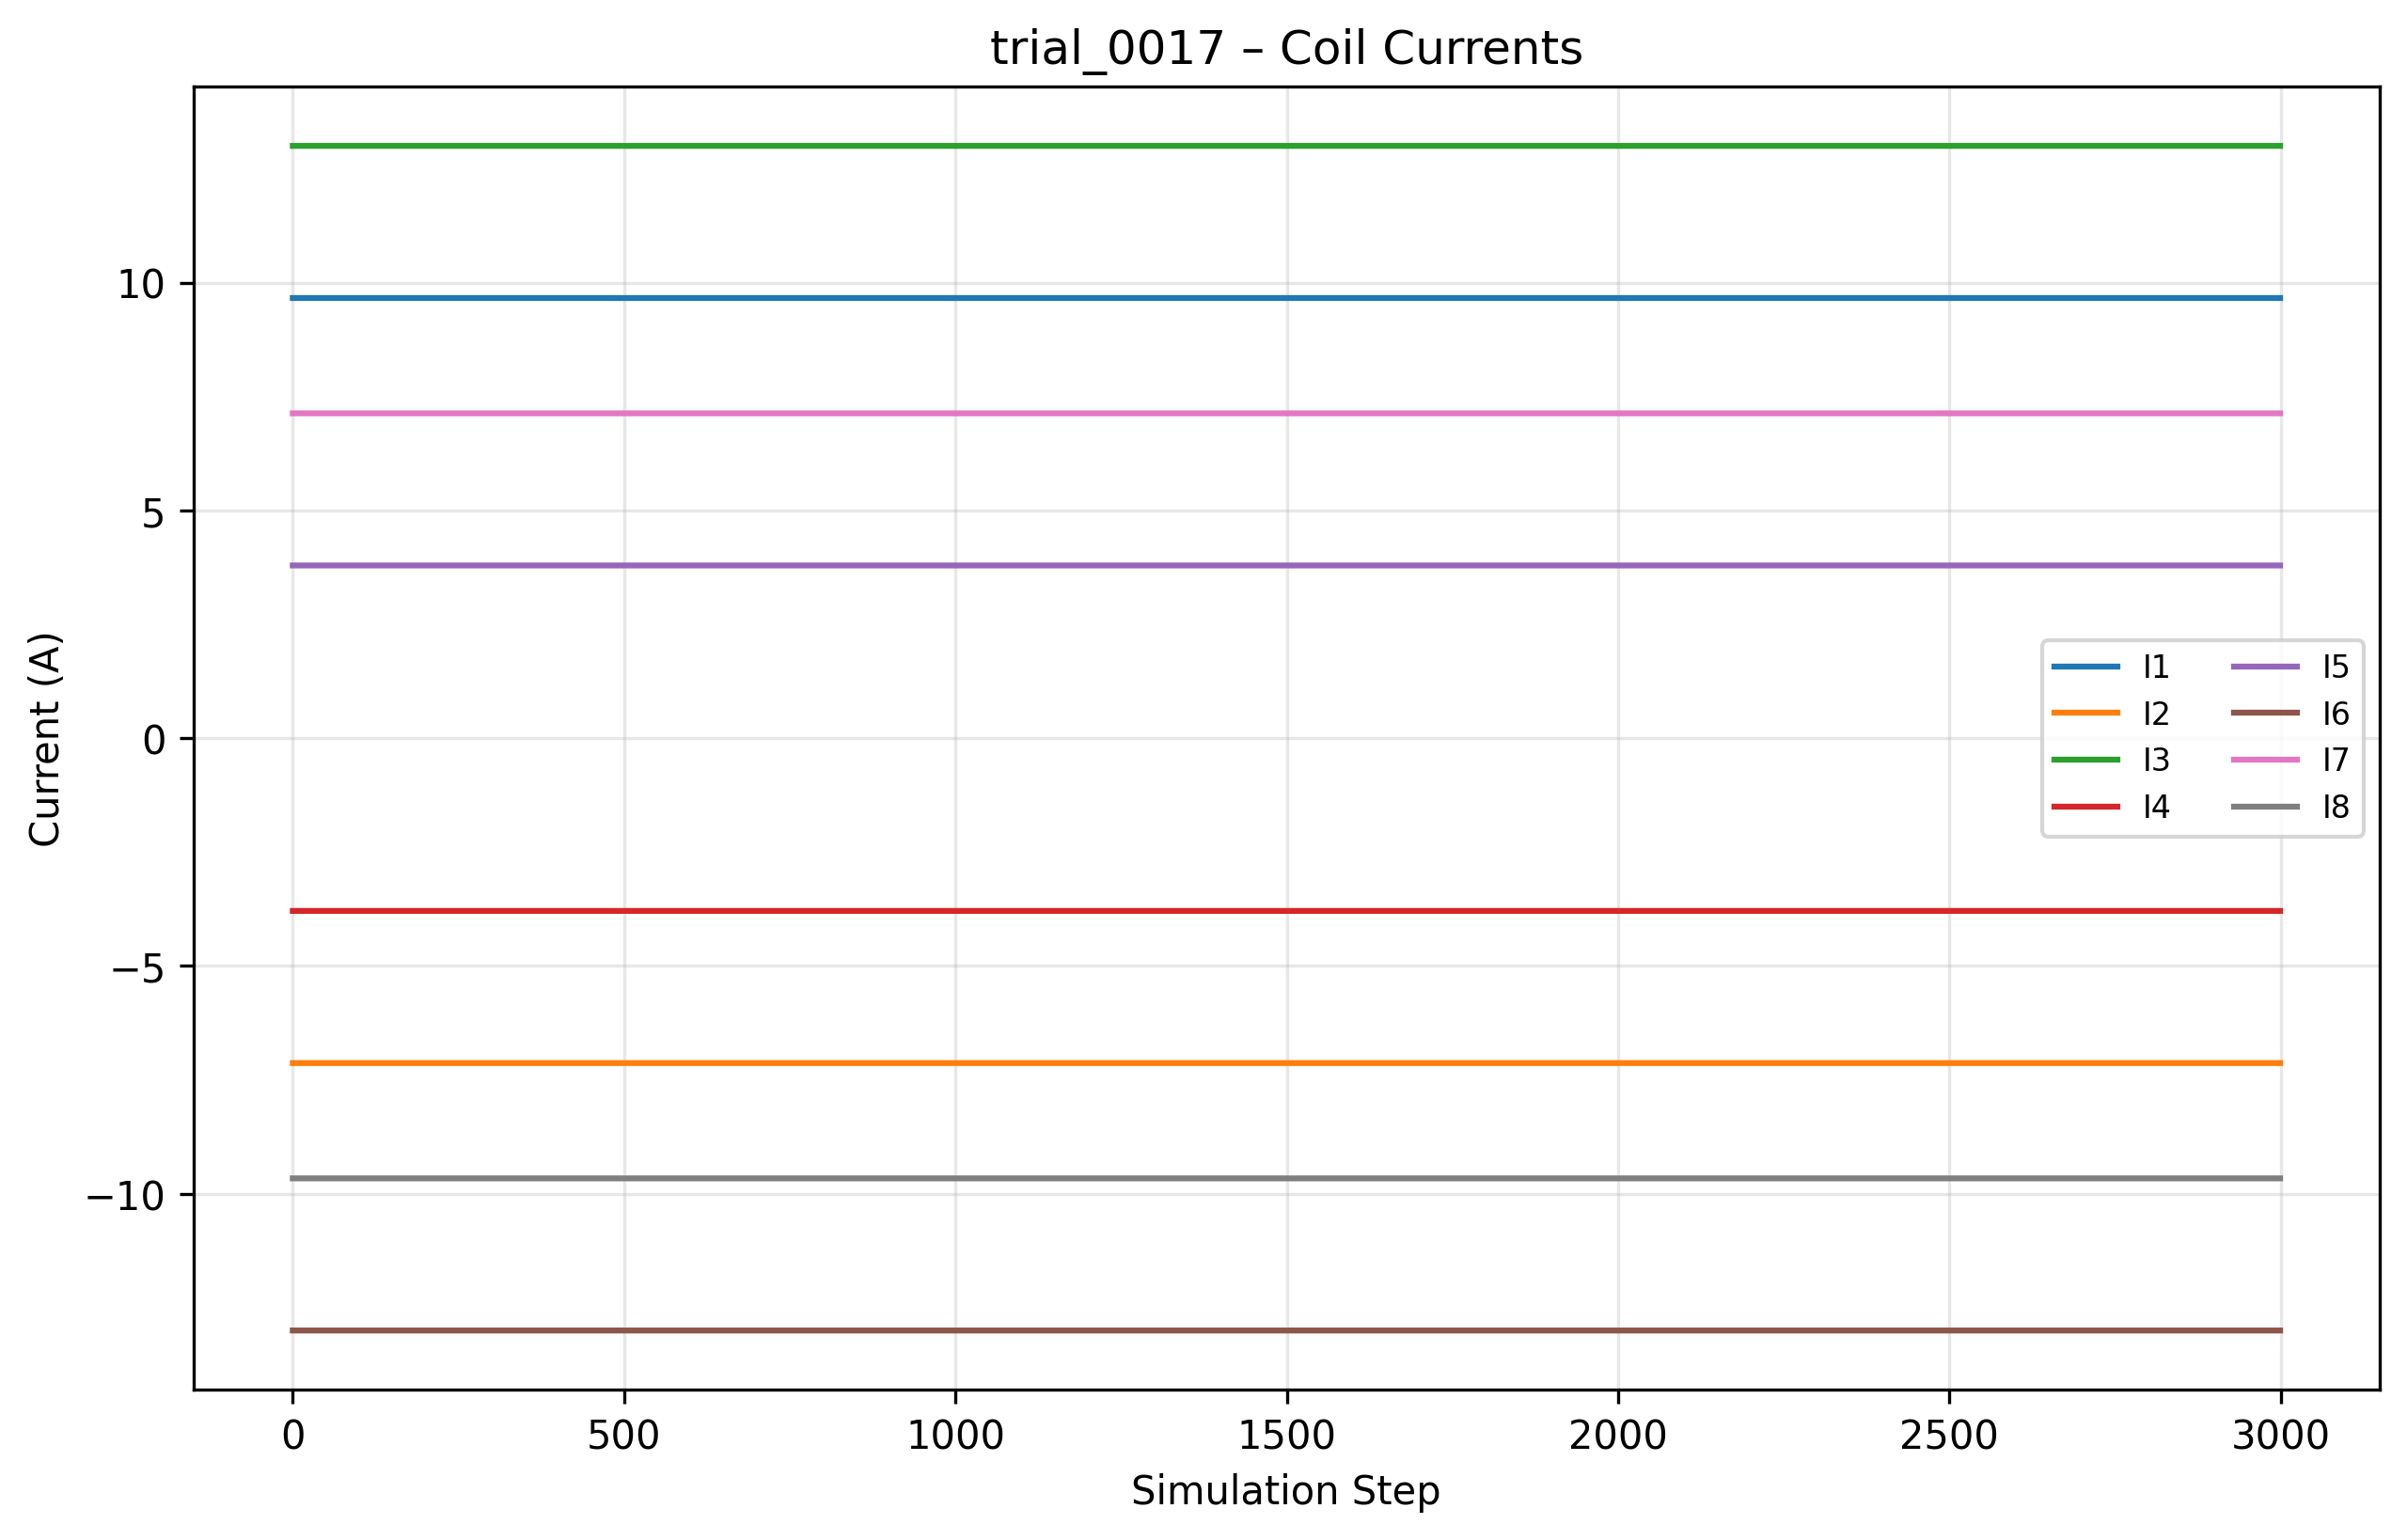 trial_0017 – Coil Currents
Current (A)
10
5
0
−5
−10
I1
I2
I3
I4
I5
I6
I7
I8
0 500 1000 1500 2000 2500 3000
Simulation Step